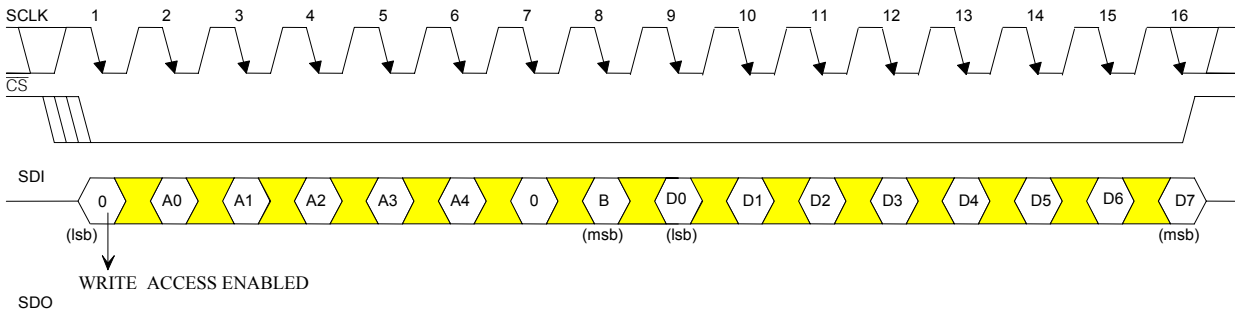 SCLK 1 2 3 4 5 6 7 8 9 10 11 12 13 14 15 16
CS
SDI
0 A0 A1 A2 A3 A4 0 B D0 D1 D2 D3 D4 D5 D6 D7
(lsb) (msb) (lsb) (msb)
WRITE ACCESS ENABLED
SDO